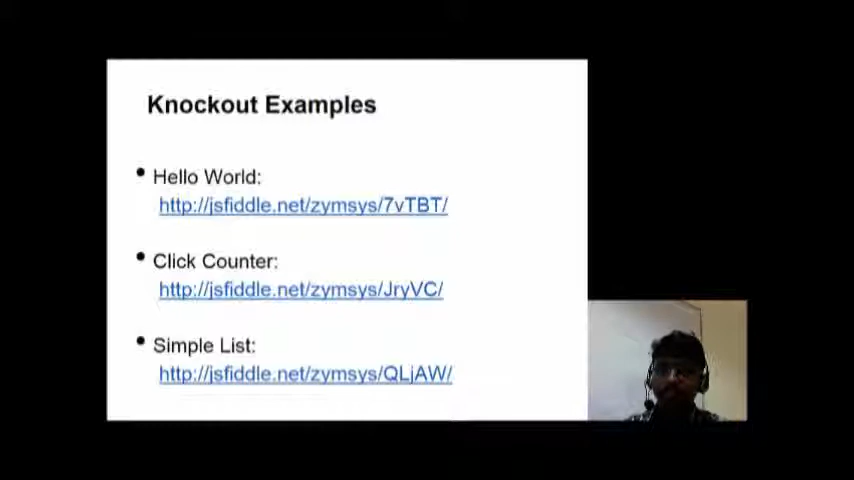 Knockout Examples
• Hello World:
http://jsfiddle.net/zymsys/7vTBT/
• Click Counter:
http://jsfiddle.net/zymsys/JryVC/
• Simple List:
http://jsfiddle.net/zymsys/QLjAW/